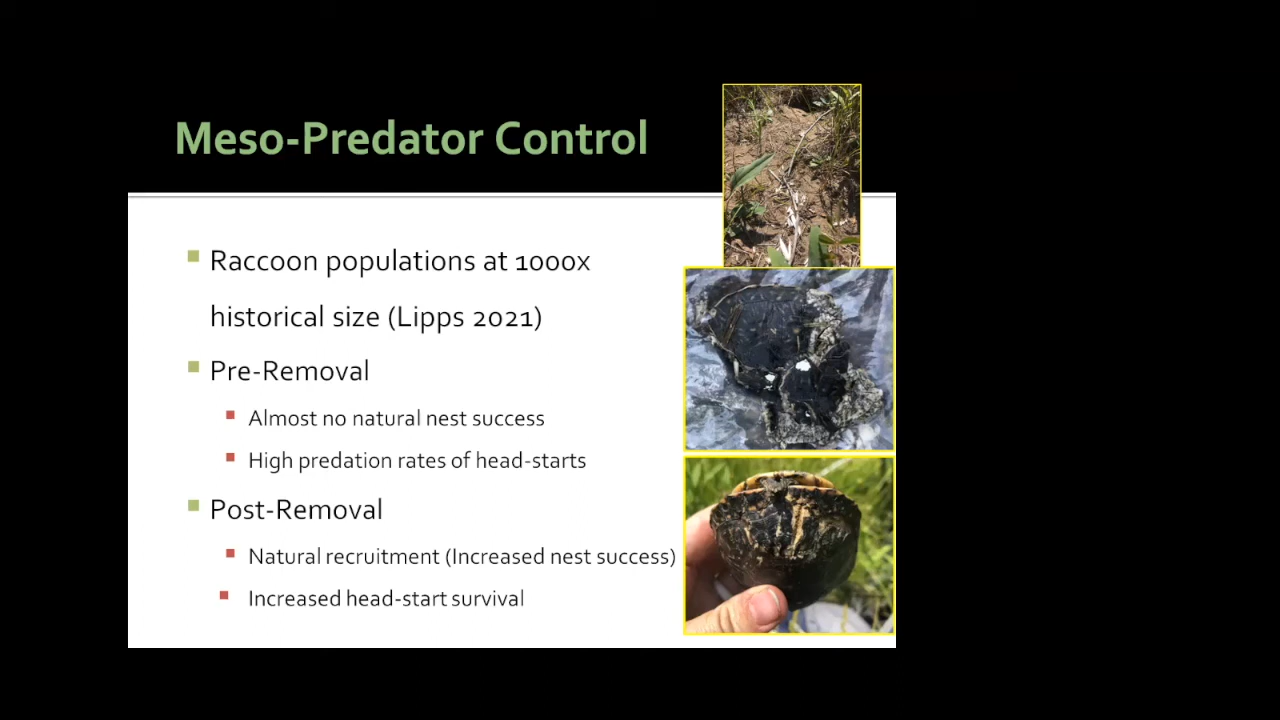 Meso-Predator Control
Raccoon populations at 1000x
historical size (Lipps 2021)
Pre-Removal
Almost no natural nest success
High predation rates of head-starts
Post-Removal
Natural recruitment (Increased nest success)
Increased head-start survival